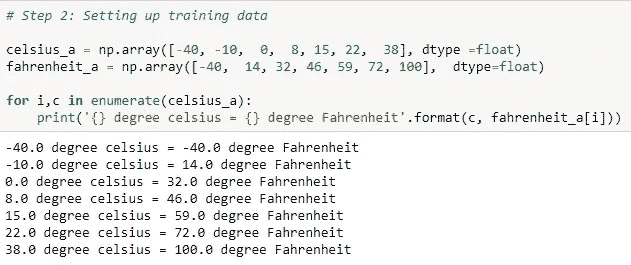 # Step 2: Setting up training data
celsius_a = np.array([-40, -10,  0,  8, 15, 22,  38], dtype =float)
fahrenheit_a = np.array([-40,  14, 32, 46, 59, 72, 100],  dtype=float)
for i,c in enumerate(celsius_a):
    print('{} degree celsius = {} degree Fahrenheit'.format(c, fahrenheit_a[i]))
-40.0 degree celsius = -40.0 degree Fahrenheit
-10.0 degree celsius = 14.0 degree Fahrenheit
0.0 degree celsius = 32.0 degree Fahrenheit
8.0 degree celsius = 46.0 degree Fahrenheit
15.0 degree celsius = 59.0 degree Fahrenheit
22.0 degree celsius = 72.0 degree Fahrenheit
38.0 degree celsius = 100.0 degree Fahrenheit